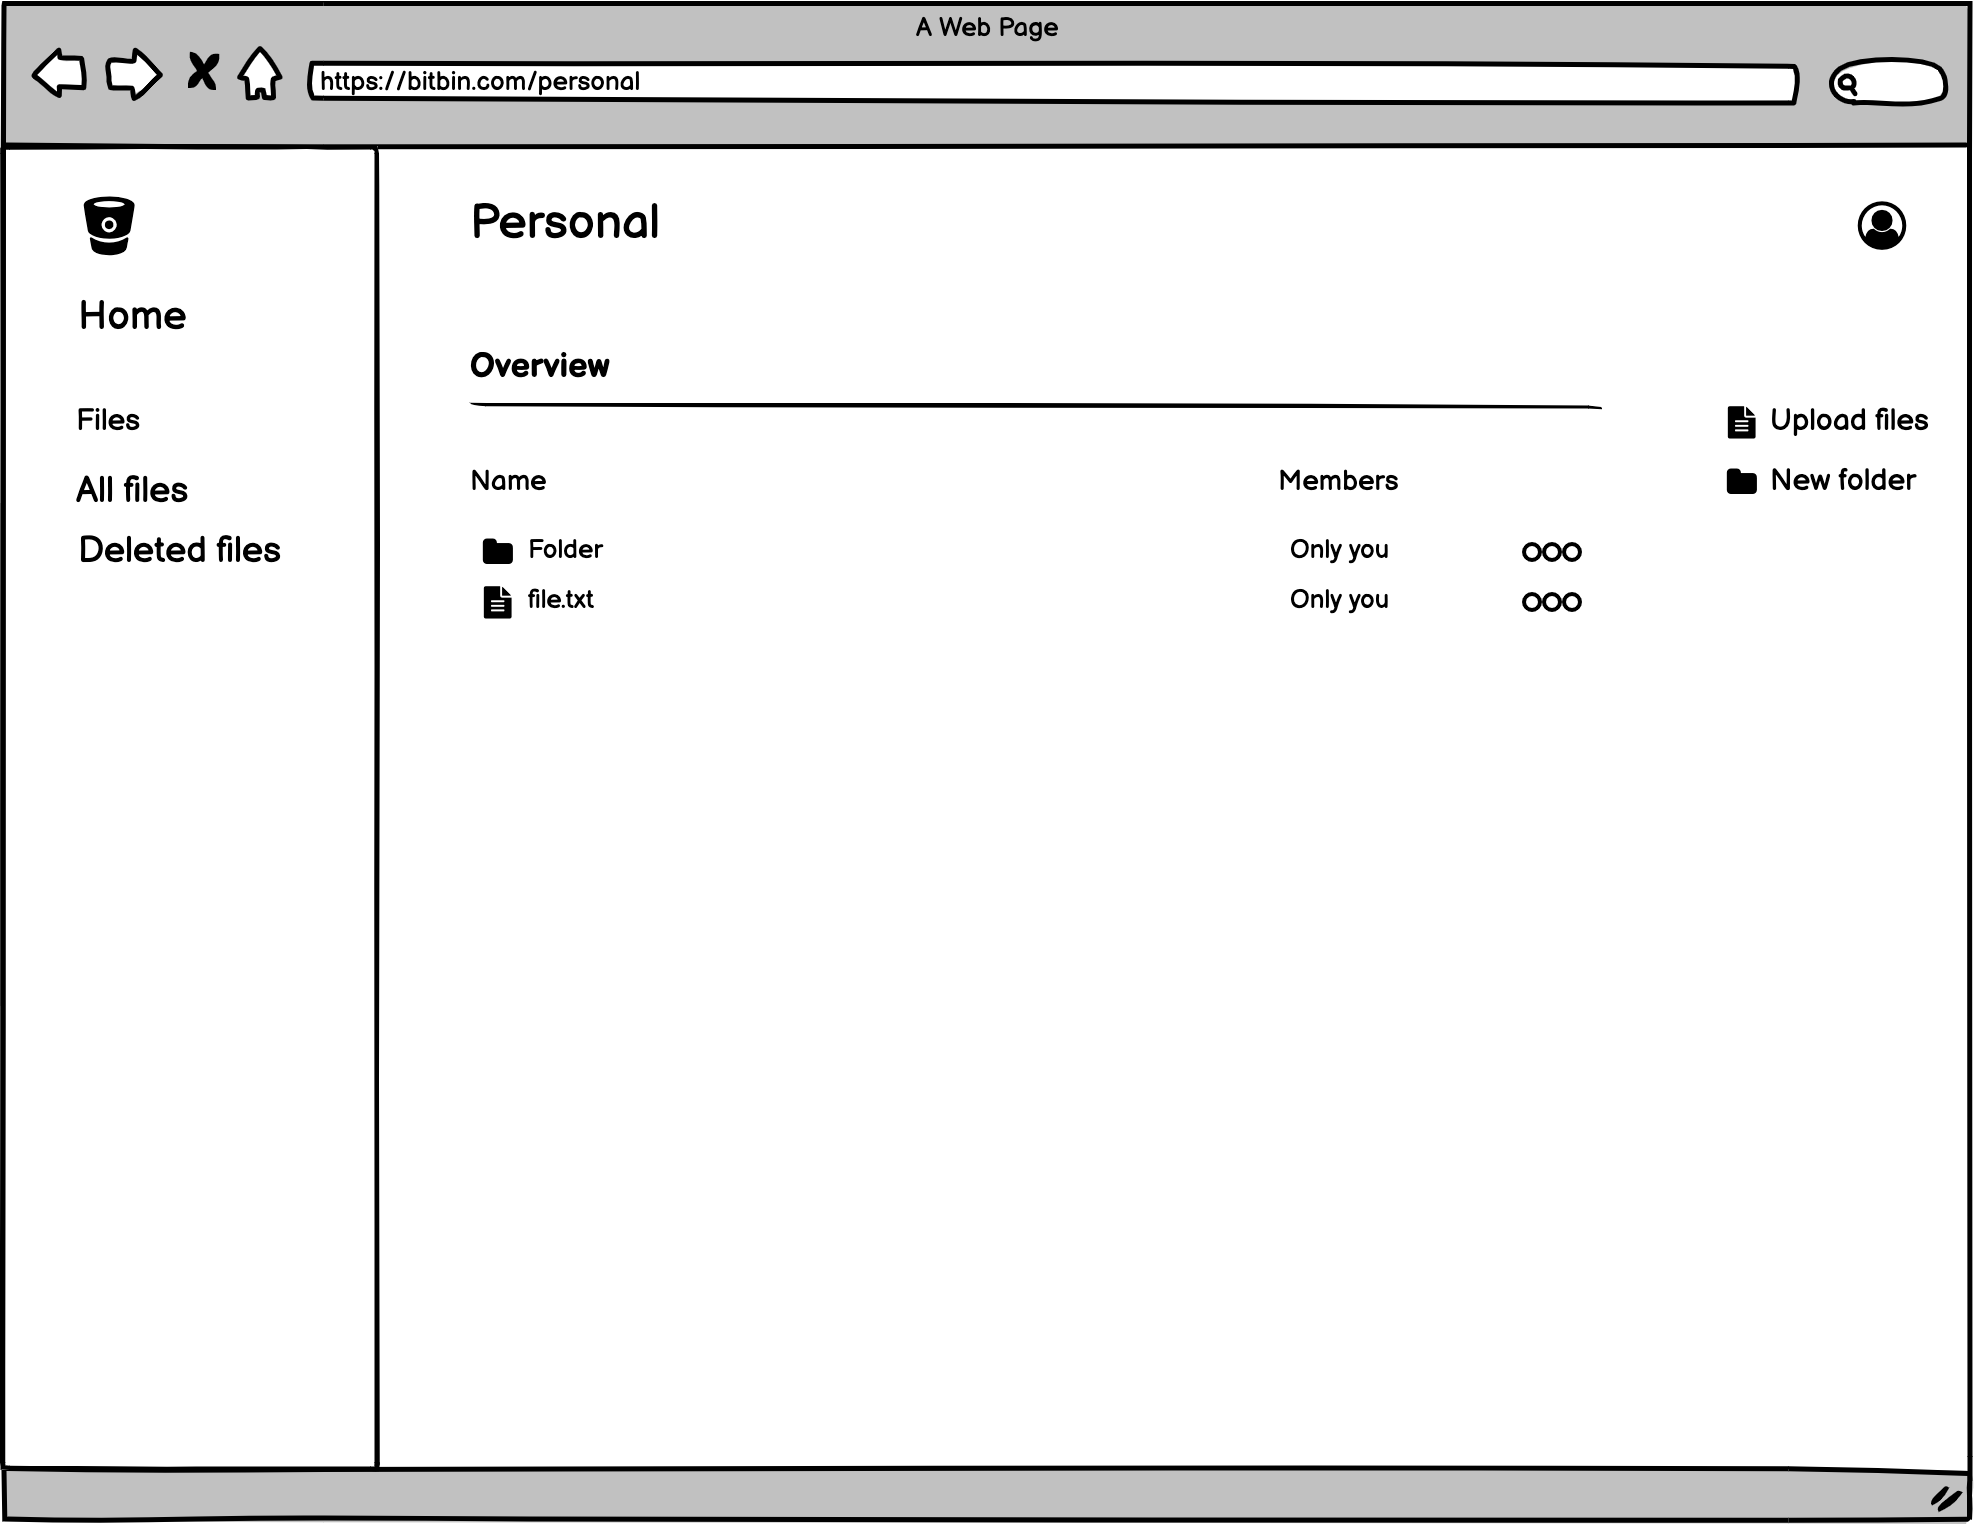 A Web Page
https://bitbin.com/personal
Home
Files
All files
Deleted files
Personal
Overview
Name Members
Folder Only you
file.txt Only you
Upload files
New folder